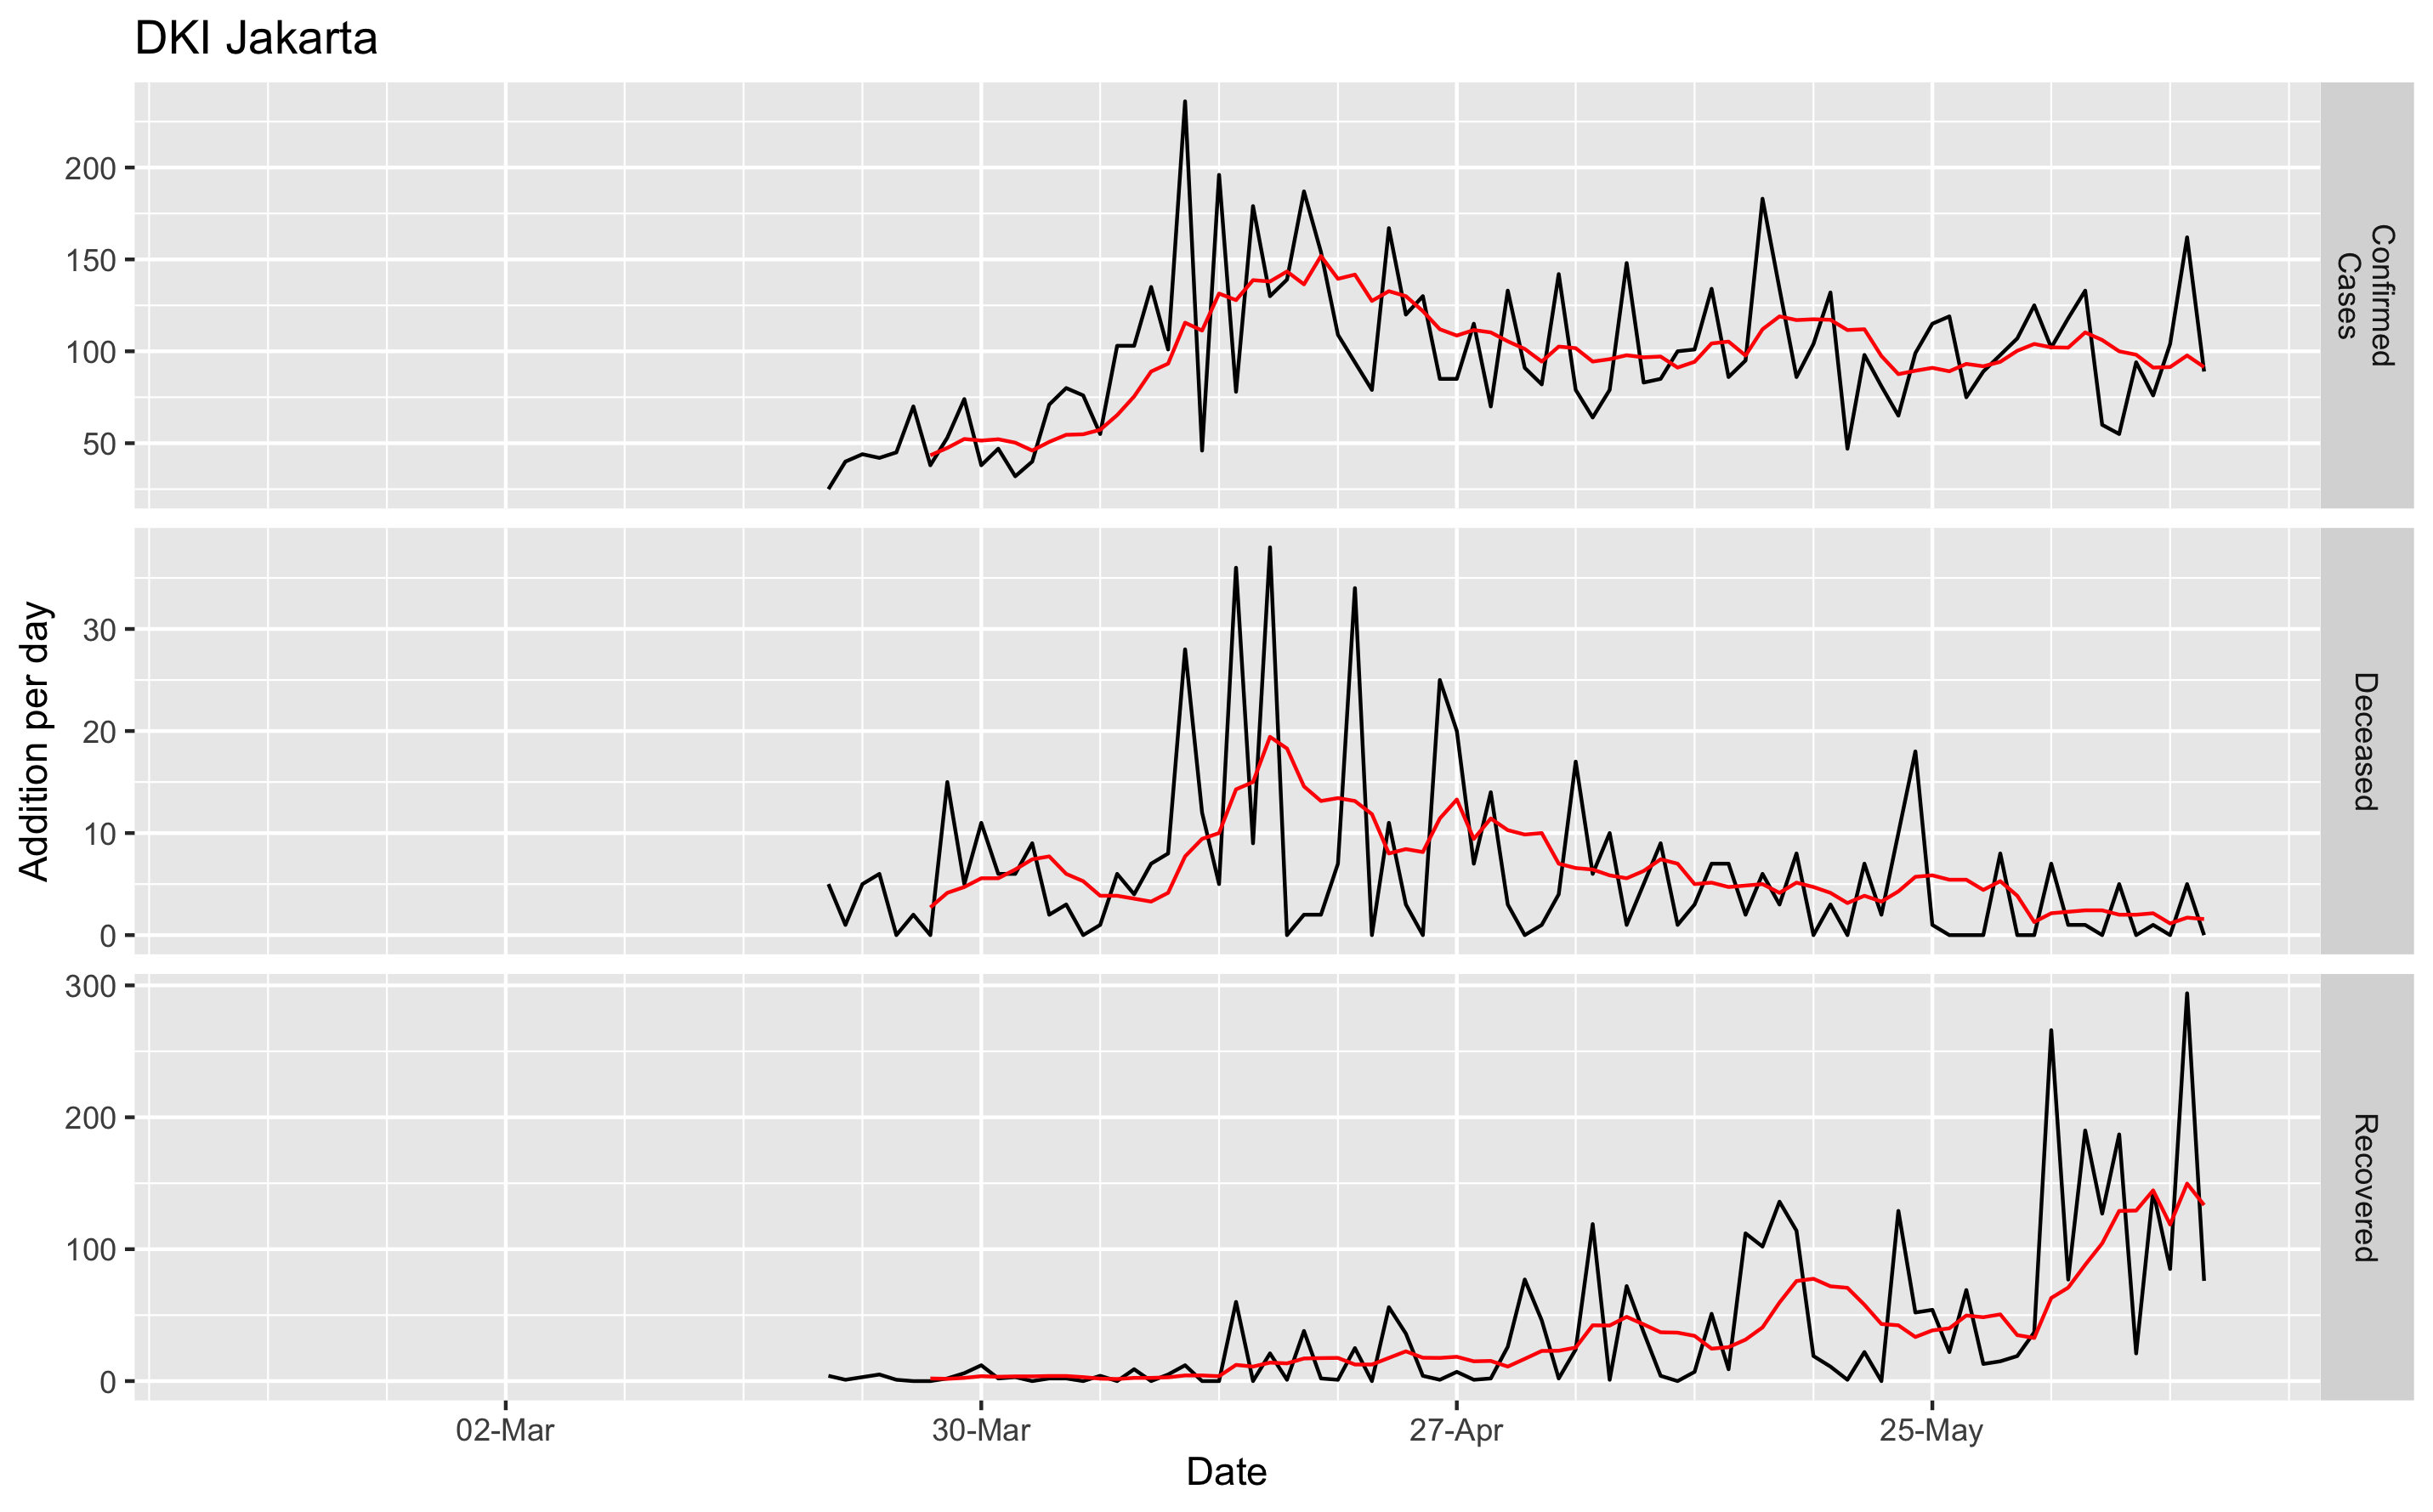 DKI Jakarta
200
150
100
50
Confirmed
Cases
Addition per day
30
20
10
0
Deceased
300
200
100
0
Recovered
02-Mar
30-Mar
27-Apr
25-May
Date